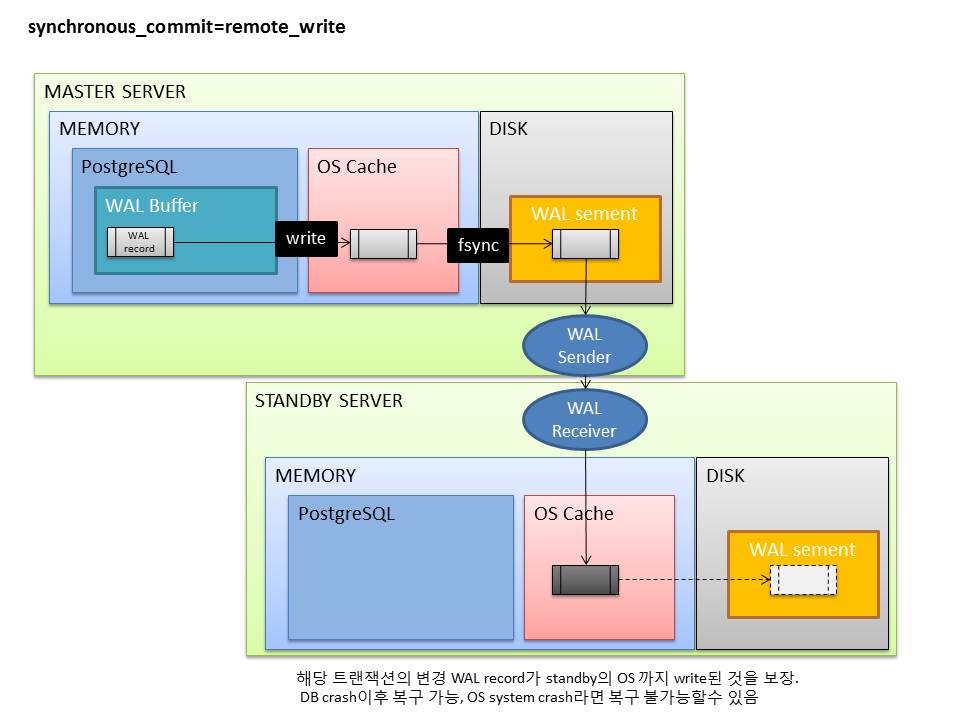 synchronous_commit=remote_write
MASTER SERVER
MEMORY
DISK
PostgreSQL
OS Cache
WAL Buffer
WAL sement
WAL
record
write
fsync
WAL
Sender
STANDBY SERVER
WAL
Receiver
MEMORY
DISK
PostgreSQL
OS Cache
WAL sement
해당 트랜잭션의 변경 WAL record가 standby의 OS 까지 write된 것을 보장.
DB crash이후 복구 가능, OS system crash라면 복구 불가능할수 있음